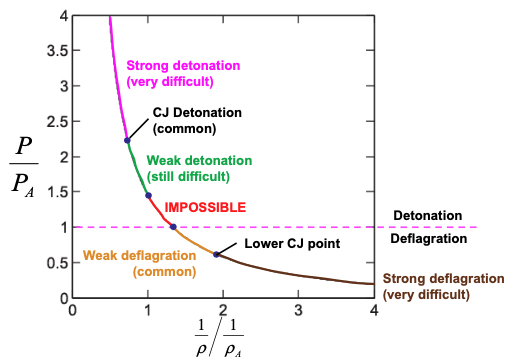 4
3.5
3
2.5
2
1.5
1
0.5
0
P
P_A
Strong detonation
(very difficult)
CJ Detonation
(common)
Weak detonation
(still difficult)
IMPOSSIBLE
Detonation
Deflagration
Weak deflagration
(common)
Lower CJ point
Strong deflagration
(very difficult)
0 1 2 3 4
1/ρ / 1/ρ_A